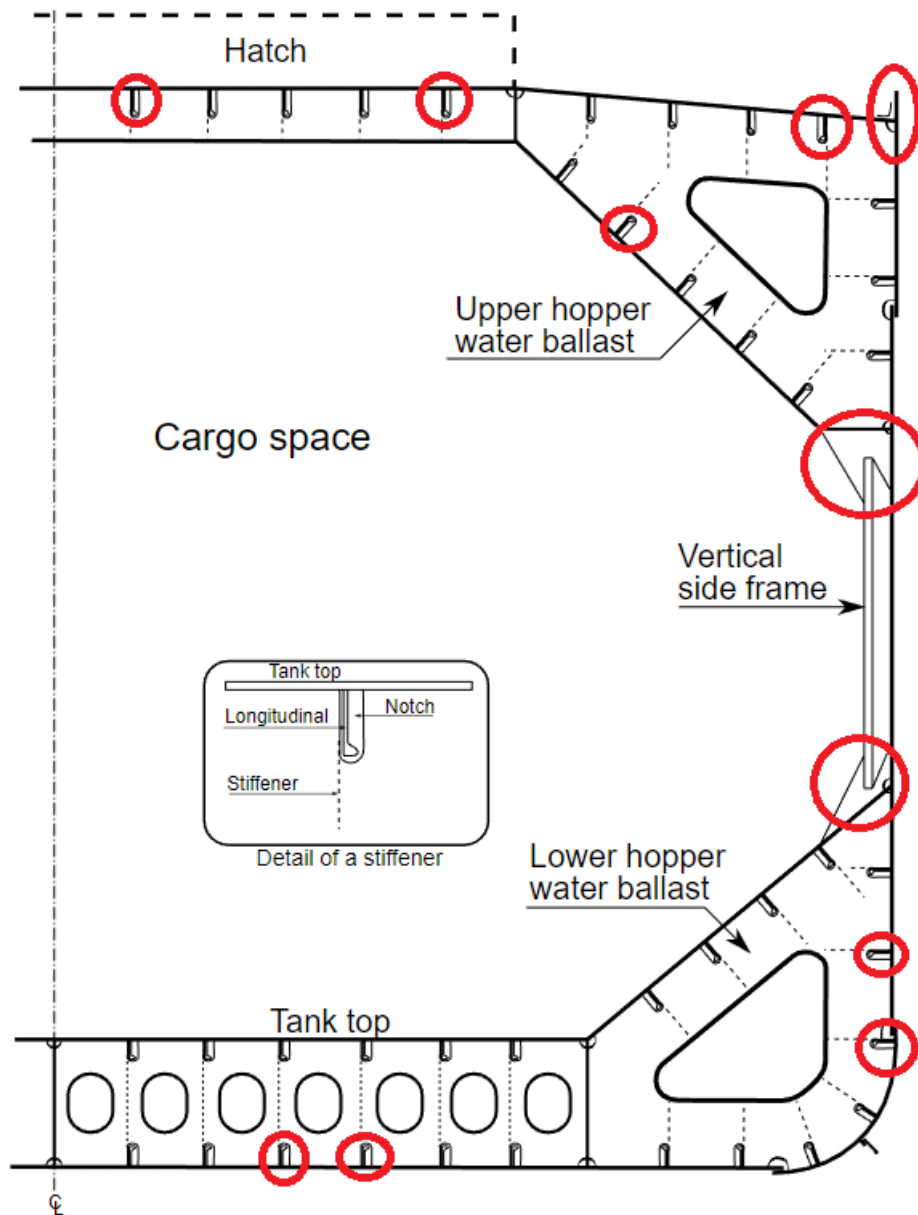 Hatch
Upper hopper
water ballast
Cargo space
Vertical
side frame
Tank top
Longitudinal
Notch
Stiffener
Detail of a stiffener
Lower hopper
water ballast
Tank top
℄